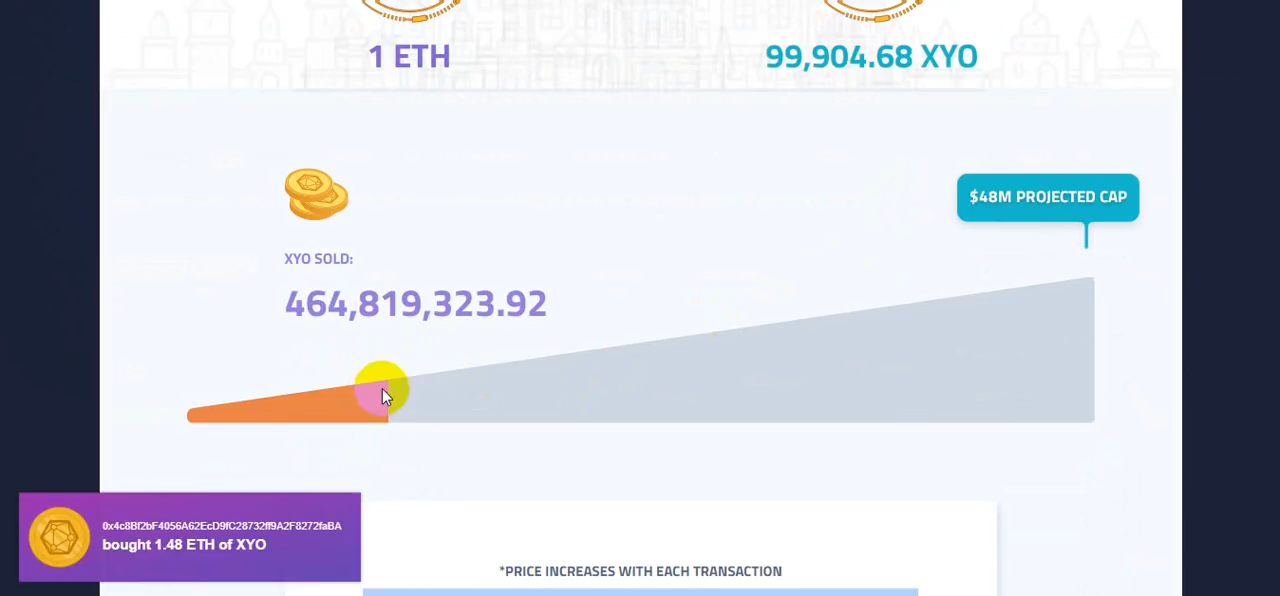 1 ETH
99,904.68 XYO
$48M PROJECTED CAP
XYO SOLD:
464,819,323.92
0x4c8Bf2bF4056A62EcD9fC28732ff9A2F8272faBA
bought 1.48 ETH of XYO
*PRICE INCREASES WITH EACH TRANSACTION